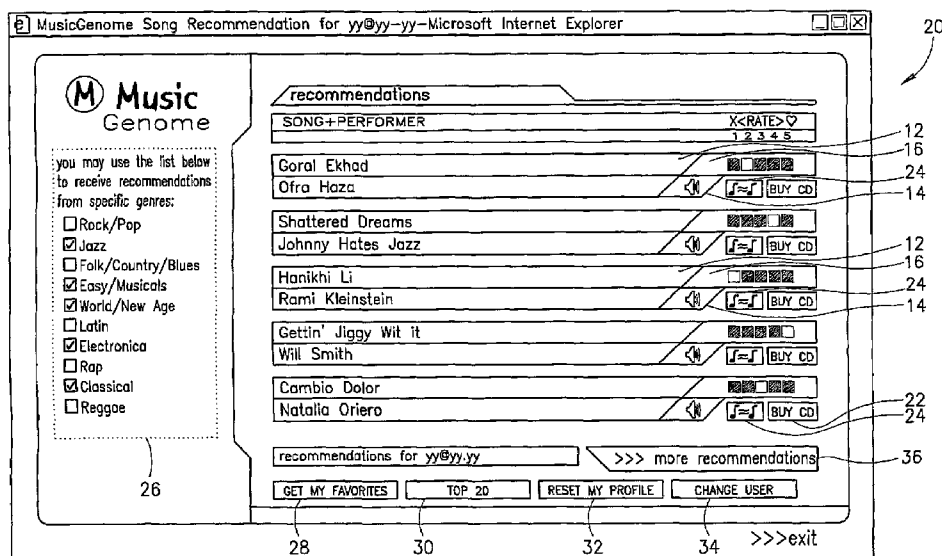 MusicGenome Song Recommendation for yy@yy-yy-Microsoft Internet Explorer
20
M Music
Genome
you may use the list below
to receive recommendations
from specific genres:
Rock/Pop
Jazz
Folk/Country/Blues
Easy/Musicals
World/New Age
Latin
Electronica
Rap
Classical
Reggae
26
recommendations
SONG+PERFORMER
X<RATE>♡
1 2 3 4 5
12
Goral Ekhad
16
Ofra Haza
BUY CD
24
14
Shattered Dreams
Johnny Hates Jazz
BUY CD
12
Hanikhi Li
16
Rami Kleinstein
BUY CD
24
14
Gettin' Jiggy Wit it
Will Smith
BUY CD
Cambio Dolor
Natalia Oriero
BUY CD
22
24
recommendations for yy@yy.yy
>>> more recommendations
36
GET MY FAVORITES
TOP 20
RESET MY PROFILE
CHANGE USER
28
30
32
34
>>>exit